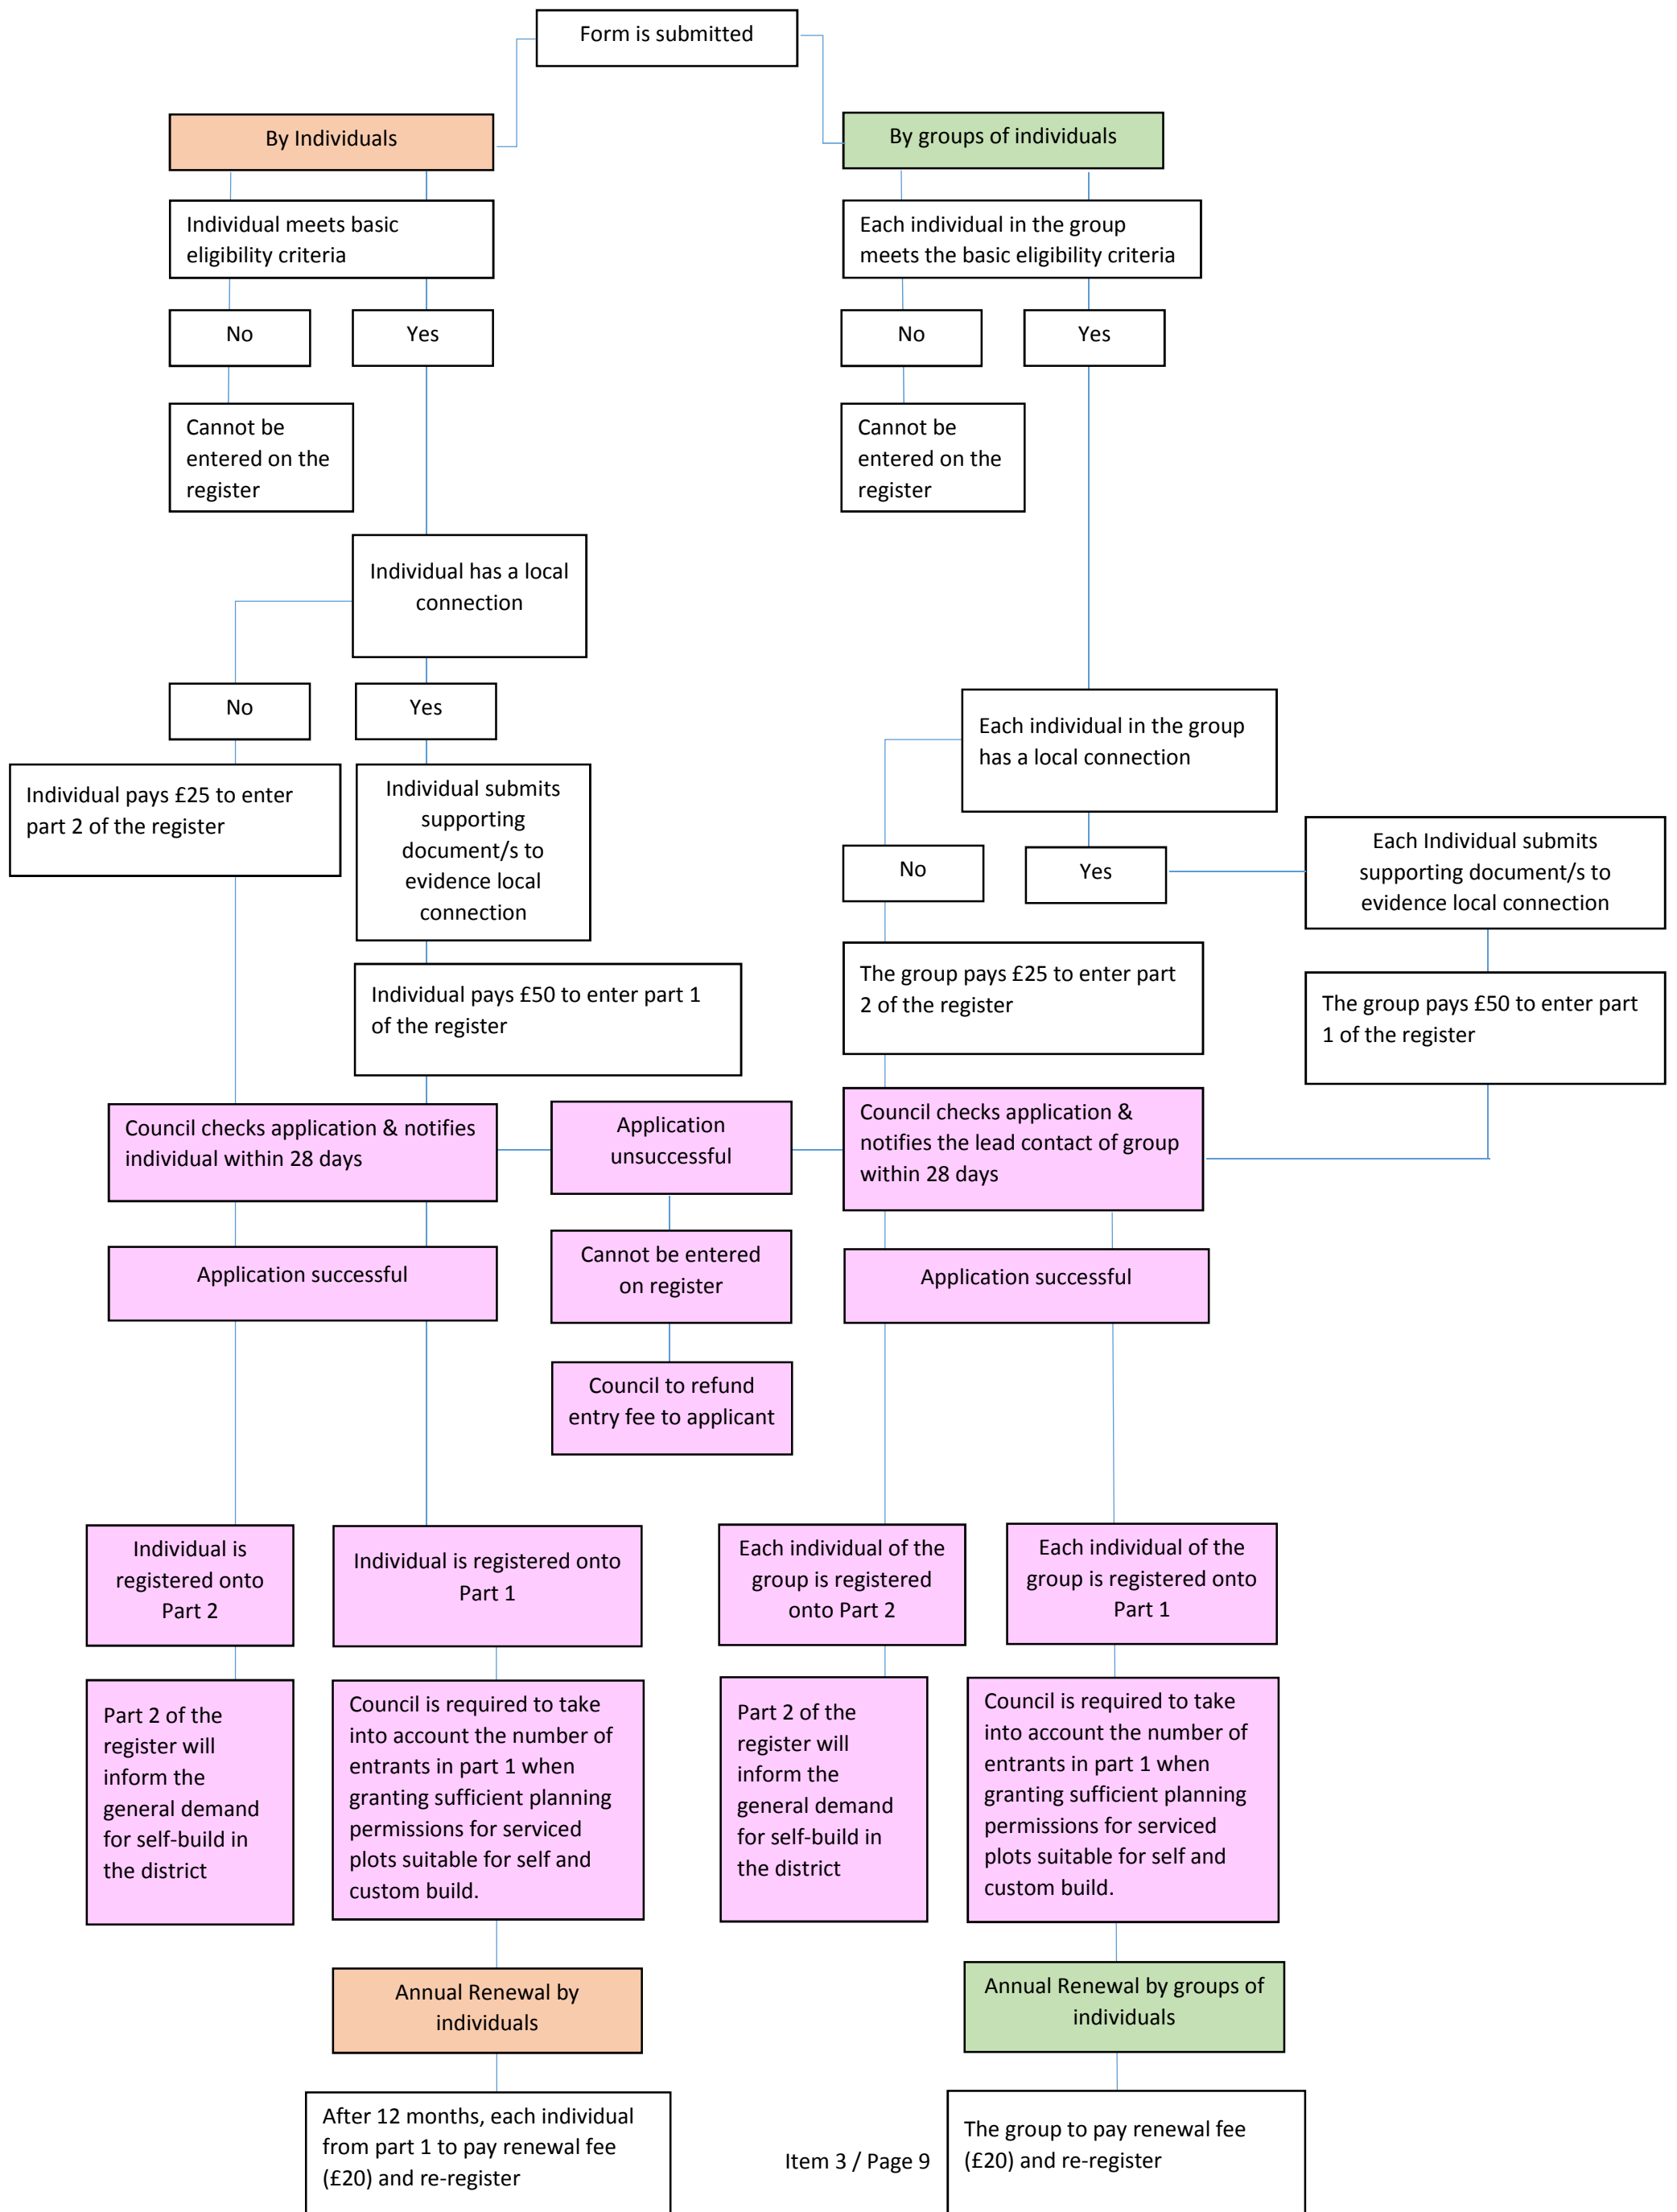 Form is submitted
By Individuals
By groups of individuals
Individual meets basic
eligibility criteria
Each individual in the group
meets the basic eligibility criteria
No
Yes
No
Yes
Cannot be
entered on the
register
Cannot be
entered on the
register
Individual has a local
connection
No
Yes
Each individual in the group
has a local connection
Individual pays £25 to enter
part 2 of the register
Individual submits
supporting
document/s to
evidence local
connection
No
Yes
Each Individual submits
supporting document/s to
evidence local connection
Individual pays £50 to enter part 1
of the register
The group pays £25 to enter part
2 of the register
The group pays £50 to enter part
1 of the register
Council checks application & notifies
individual within 28 days
Application
unsuccessful
Council checks application &
notifies the lead contact of group
within 28 days
Application successful
Cannot be entered
on register
Application successful
Council to refund
entry fee to applicant
Individual is
registered onto
Part 2
Individual is registered onto
Part 1
Each individual of the
group is registered
onto Part 2
Each individual of the
group is registered onto
Part 1
Part 2 of the
register will
inform the
general demand
for self-build in
the district
Council is required to take
into account the number of
entrants in part 1 when
granting sufficient planning
permissions for serviced
plots suitable for self and
custom build.
Part 2 of the
register will
inform the
general demand
for self-build in
the district
Council is required to take
into account the number of
entrants in part 1 when
granting sufficient planning
permissions for serviced
plots suitable for self and
custom build.
Annual Renewal by
individuals
Annual Renewal by groups of
individuals
After 12 months, each individual
from part 1 to pay renewal fee
(£20) and re-register
Item 3 / Page 9
The group to pay renewal fee
(£20) and re-register